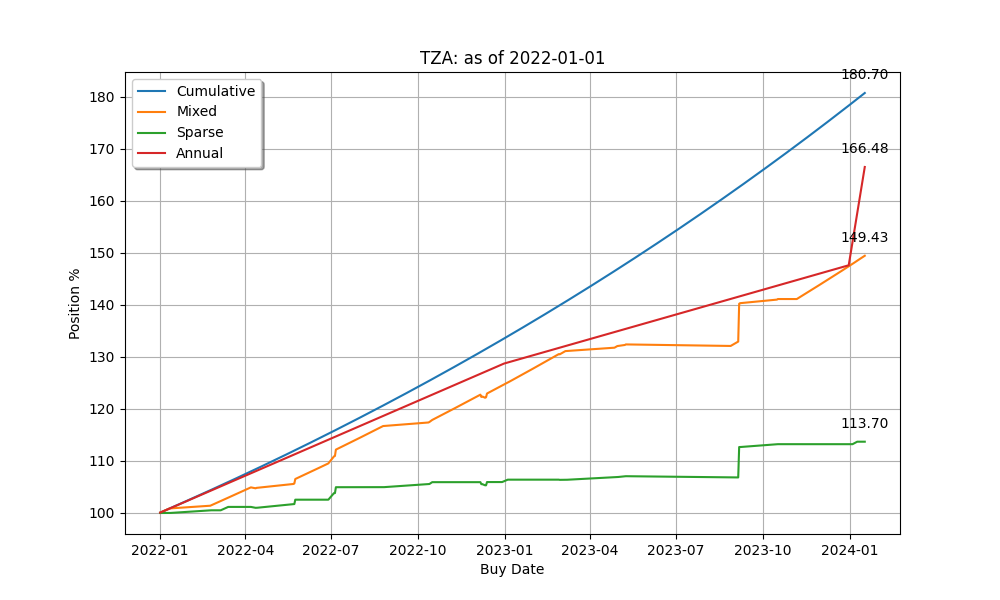 TZA: as of 2022-01-01
180.70
Cumulative
Mixed
Sparse
Annual
166.48
149.43
113.70
180
170
160
150
140
130
120
110
100
Position %
2022-01 2022-04 2022-07 2022-10 2023-01 2023-04 2023-07 2023-10 2024-01
Buy Date